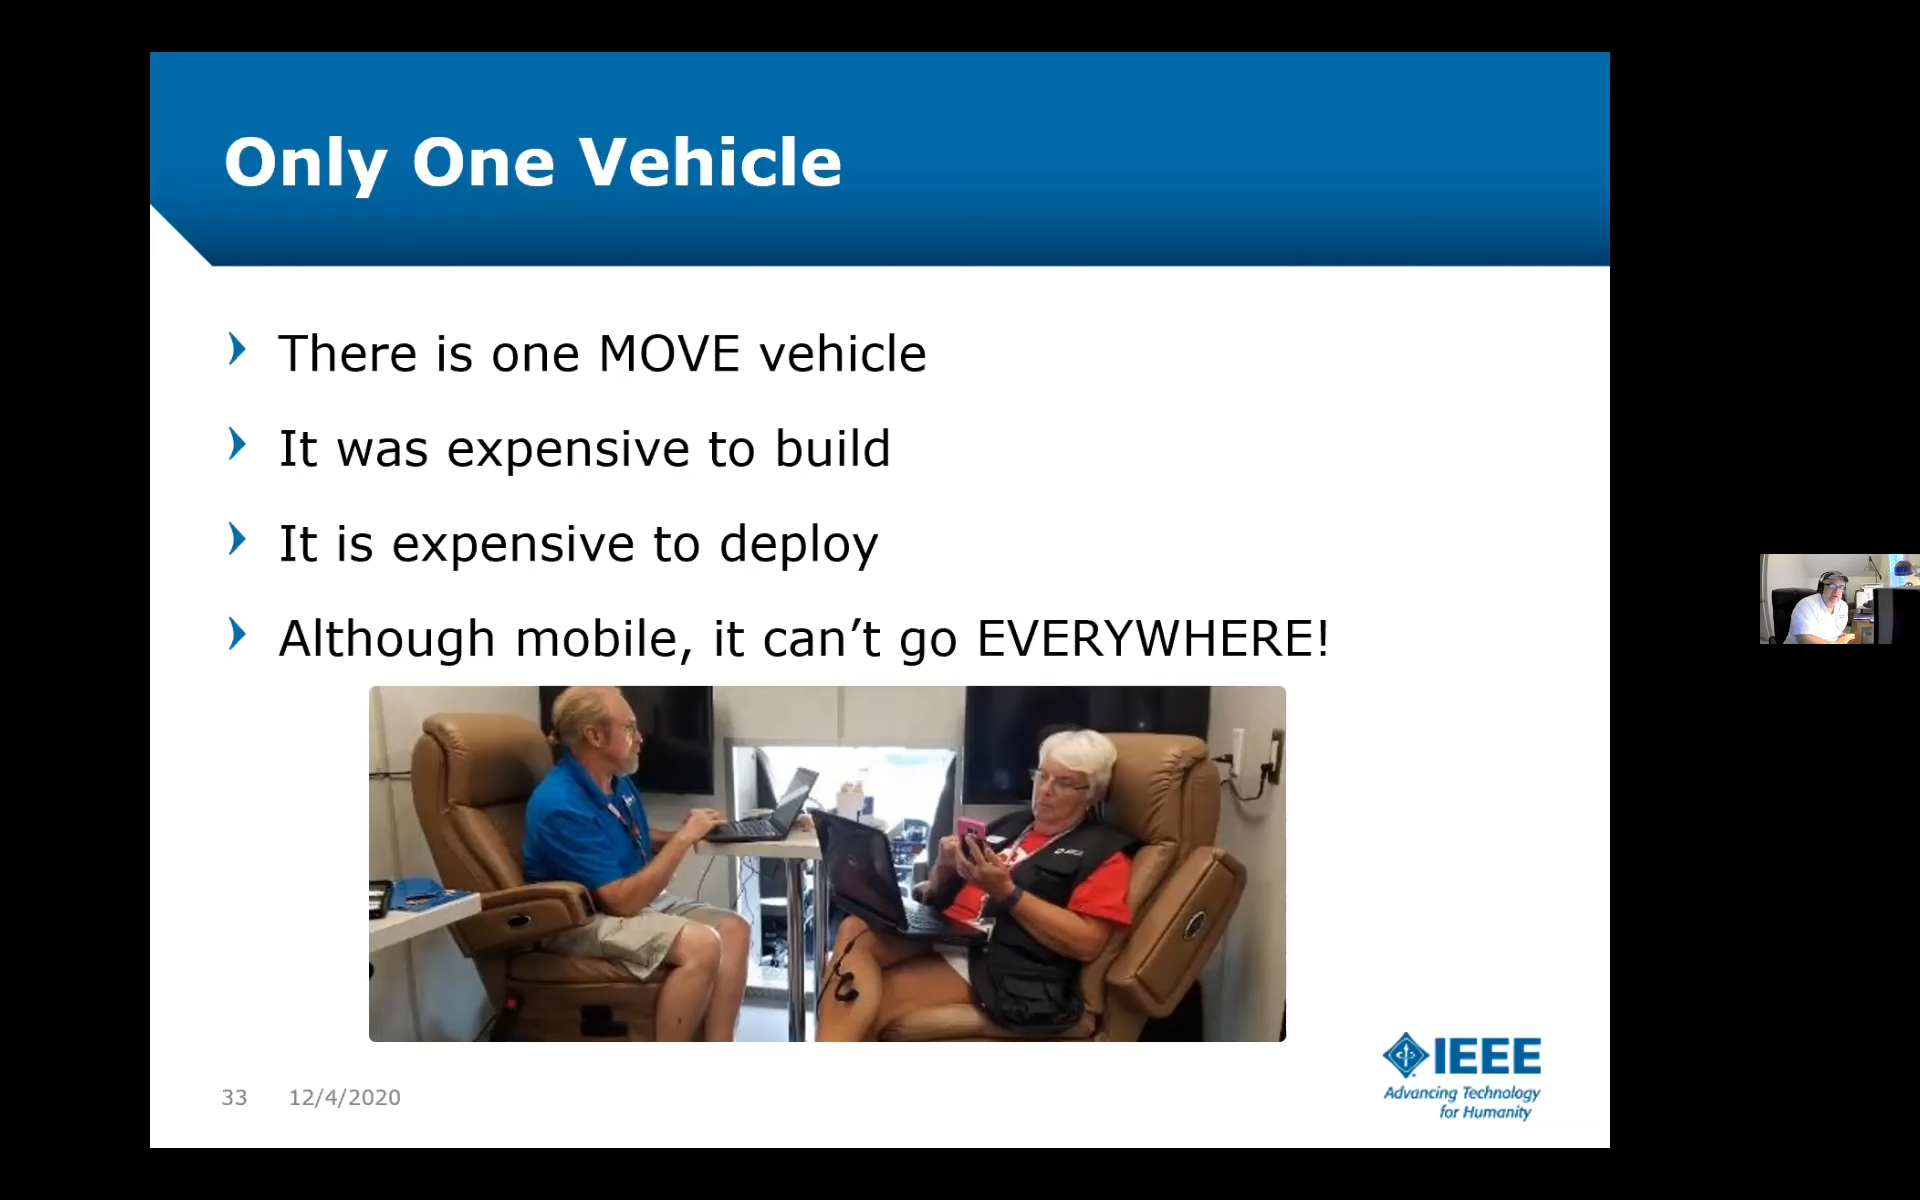 Only One Vehicle
There is one MOVE vehicle
It was expensive to build
It is expensive to deploy
Although mobile, it can’t go EVERYWHERE!
33 12/4/2020
IEEE
Advancing Technology
for Humanity